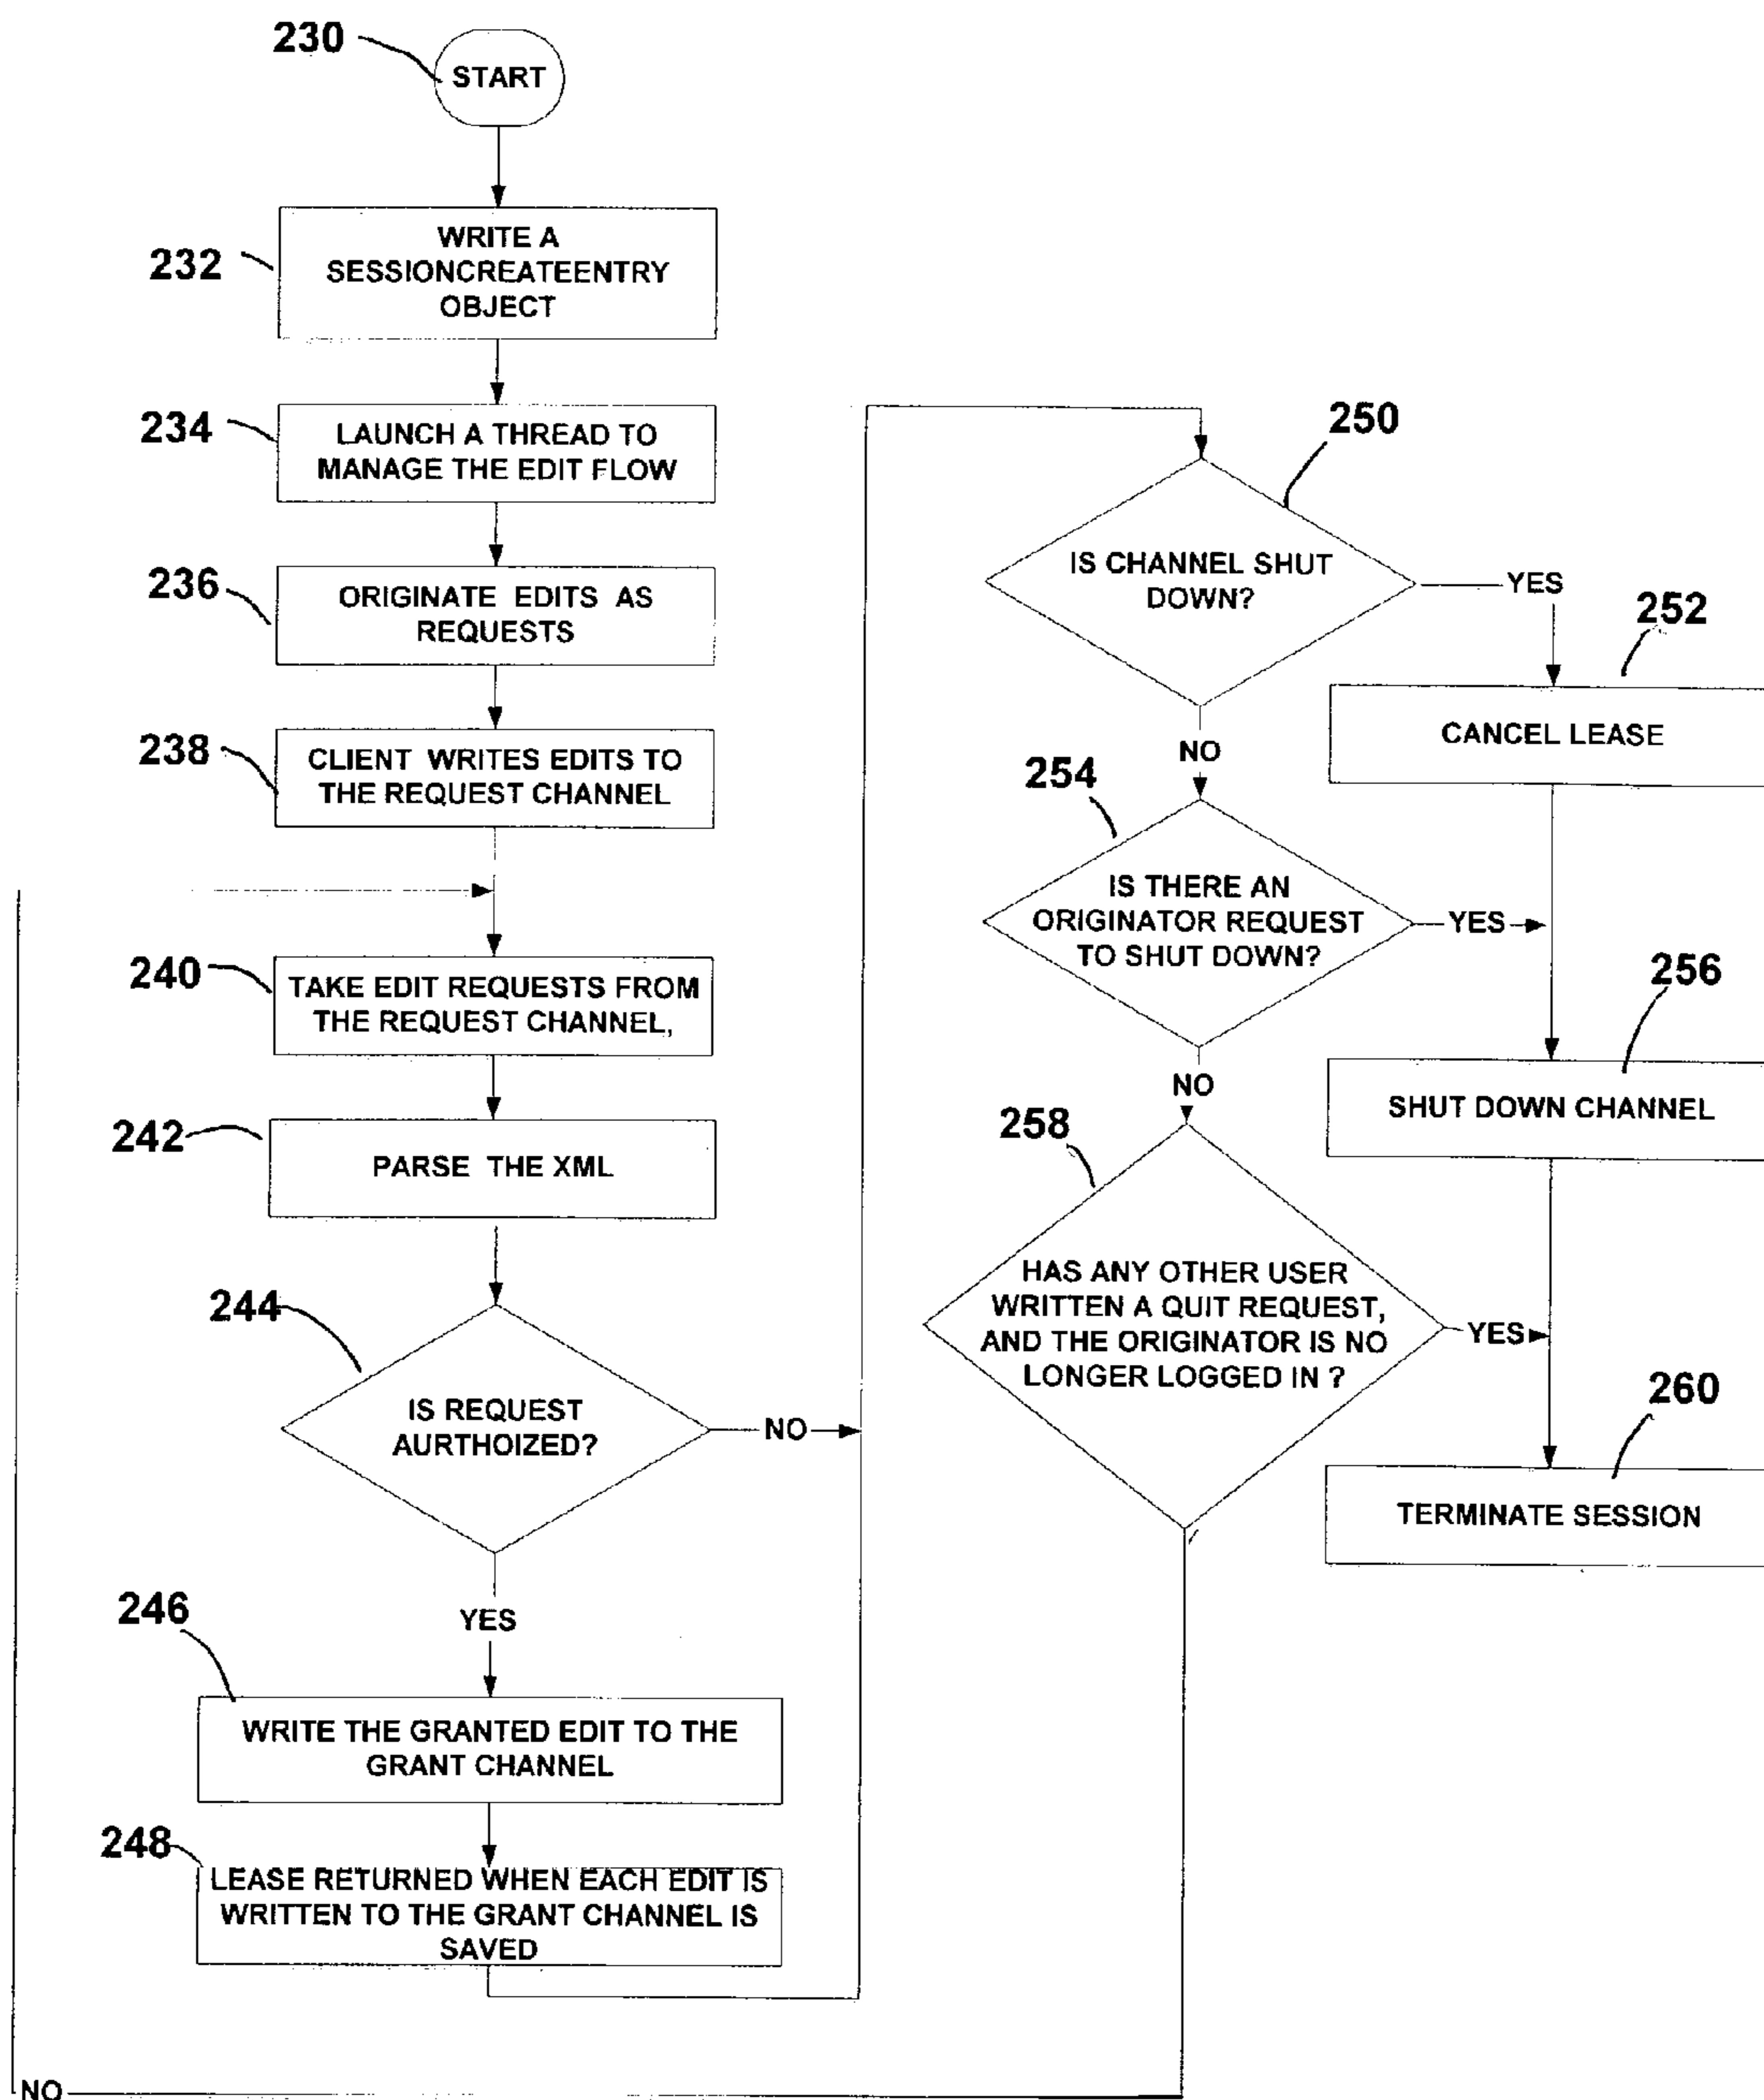 230
START
232
WRITE A
SESSIONCREATEENTRY
OBJECT
234
LAUNCH A THREAD TO
MANAGE THE EDIT FLOW
236
ORIGINATE EDITS AS
REQUESTS
238
CLIENT WRITES EDITS TO
THE REQUEST CHANNEL
240
TAKE EDIT REQUESTS FROM
THE REQUEST CHANNEL,
242
PARSE THE XML
244
IS REQUEST
AURTHOIZED?
NO
YES
246
WRITE THE GRANTED EDIT TO THE
GRANT CHANNEL
248
LEASE RETURNED WHEN EACH EDIT IS
WRITTEN TO THE GRANT CHANNEL IS
SAVED
250
IS CHANNEL SHUT
DOWN?
YES
252
CANCEL LEASE
NO
254
IS THERE AN
ORIGINATOR REQUEST
TO SHUT DOWN?
YES
256
SHUT DOWN CHANNEL
NO
258
HAS ANY OTHER USER
WRITTEN A QUIT REQUEST,
AND THE ORIGINATOR IS NO
LONGER LOGGED IN ?
YES
260
TERMINATE SESSION
NO